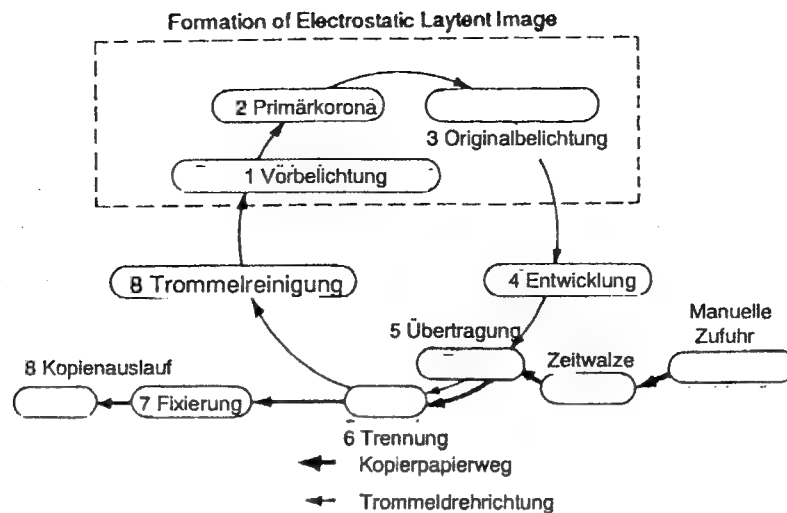 Formation of Electrostatic Laytent Image
2 Primärkorona
3 Originalbelichtung
1 Vörbelichtung
8 Trommelreinigung
4 Entwicklung
5 Übertragung
Manuelle
Zufuhr
Zeitwalze
8 Kopienauslauf
7 Fixierung
6 Trennung
Kopierpapierweg
Trommeldrehrichtung